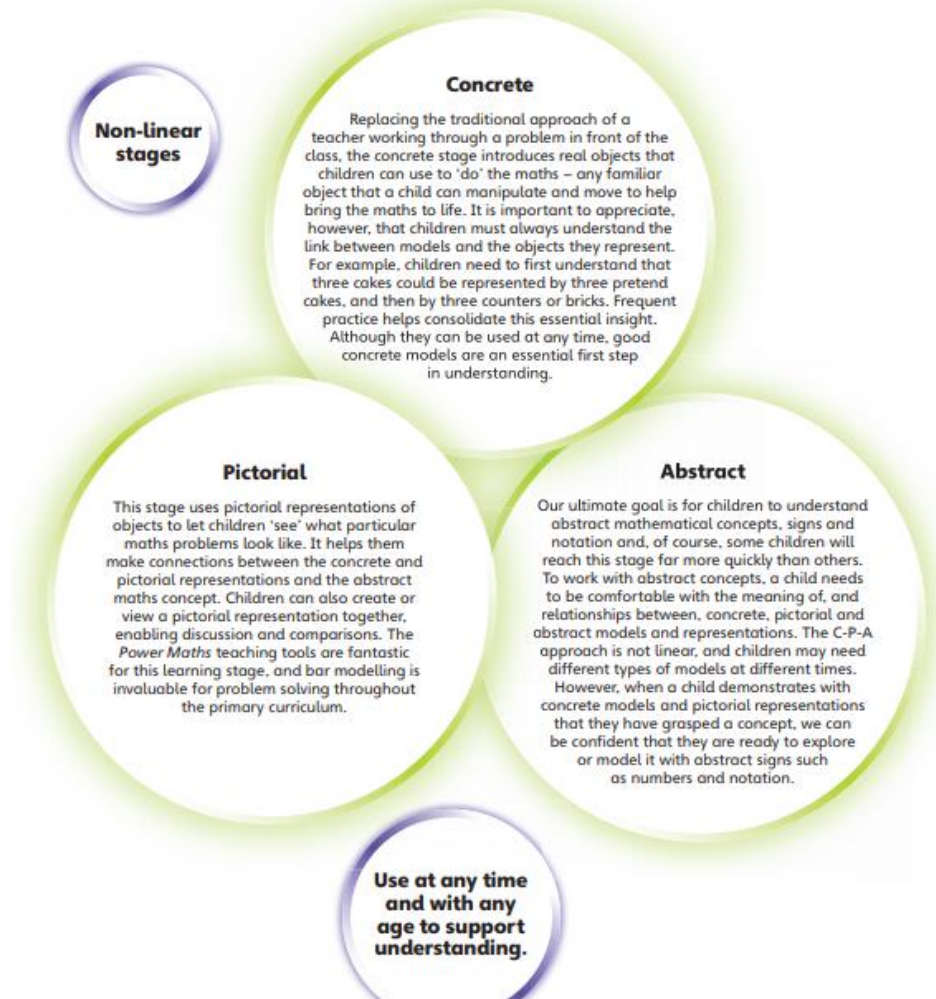 Non-linear
stages
Concrete
Replacing the traditional approach of a
teacher working through a problem in front of the
class, the concrete stage introduces real objects that
children can use to ‘do’ the maths – any familiar
object that a child can manipulate and move to help
bring the maths to life. It is important to appreciate,
however, that children must always understand the
link between models and the objects they represent.
For example, children need to first understand that
three cakes could be represented by three pretend
cakes, and then by three counters or bricks. Frequent
practice helps consolidate this essential insight.
Although they can be used at any time, good
concrete models are an essential first step
in understanding.
Pictorial
This stage uses pictorial representations of
objects to let children ‘see’ what particular
maths problems look like. It helps them
make connections between the concrete and
pictorial representations and the abstract
maths concept. Children can also create or
view a pictorial representation together,
enabling discussion and comparisons. The
Power Maths teaching tools are fantastic
for this learning stage, and bar modelling is
invaluable for problem solving throughout
the primary curriculum.
Abstract
Our ultimate goal is for children to understand
abstract mathematical concepts, signs and
notation and, of course, some children will
reach this stage far more quickly than others.
To work with abstract concepts, a child needs
to be comfortable with the meaning of, and
relationships between, concrete, pictorial and
abstract models and representations. The C-P-A
approach is not linear, and children may need
different types of models at different times.
However, when a child demonstrates with
concrete models and pictorial representations
that they have grasped a concept, we can
be confident that they are ready to explore
or model it with abstract signs such
as numbers and notation.
Use at any time
and with any
age to support
understanding.